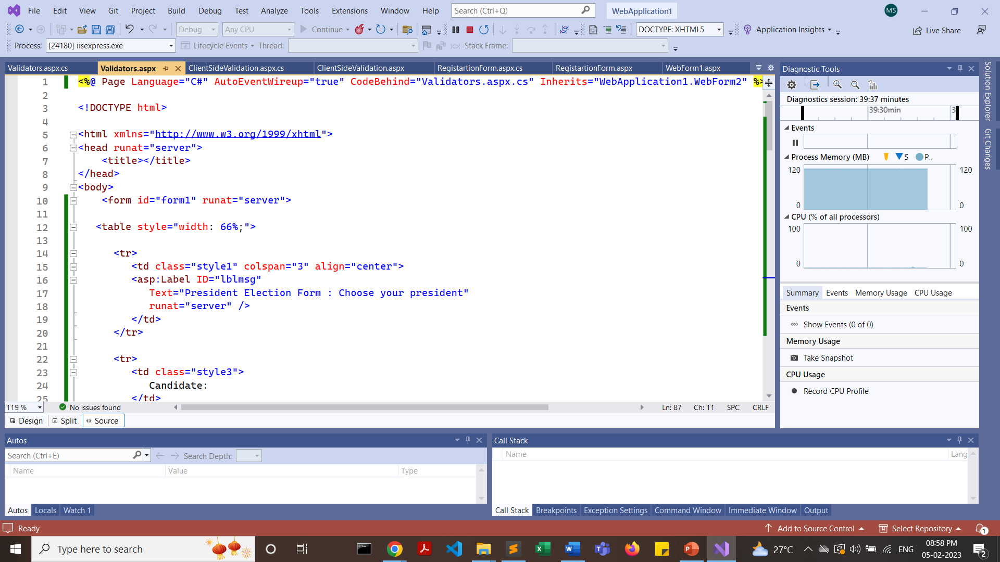 File Edit View Git Project Build Debug Test Analyze Tools Extensions Window Help Search (Ctrl+Q) WebApplication1 MS
Debug Any CPU Continue DOCTYPE: XHTML5 Application Insights Live Share
Process: [24180] iisexpress.exe Lifecycle Events Thread: Stack Frame:
Validators.aspx.cs Validators.aspx ClientSideValidation.aspx.cs ClientSideValidation.aspx RegistartionForm.aspx.cs RegistartionForm.aspx WebForm1.aspx
1 <%@ Page Language="C#" AutoEventWireup="true" CodeBehind="Validators.aspx.cs" Inherits="WebApplication1.WebForm2" %>
2
3 <!DOCTYPE html>
4
5 <html xmlns="http://www.w3.org/1999/xhtml">
6 <head runat="server">
7 <title></title>
8 </head>
9 <body>
10 <form id="form1" runat="server">
11
12 <table style="width: 66%;">
13
14 <tr>
15 <td class="style1" colspan="3" align="center">
16 <asp:Label ID="lblmsg"
17 Text="President Election Form : Choose your president"
18 runat="server" />
19 </td>
20 </tr>
21
22 <tr>
23 <td class="style3">
24 Candidate:
25 </td>
119 % No issues found Ln: 87 Ch: 11 SPC CRLF
Design Split Source
Diagnostic Tools
Diagnostics session: 39:37 minutes
39:30min 3
Events
Process Memory (MB) S P..
120 120
0 0
CPU (% of all processors)
100 100
0 0
Summary Events Memory Usage CPU Usage
Events
Show Events (0 of 0)
Memory Usage
Take Snapshot
CPU Usage
Record CPU Profile
Solution Explorer
Git Changes
Autos
Search (Ctrl+E) Search Depth:
Name Value Type
Autos Locals Watch 1
Call Stack
Name Lang
Call Stack Breakpoints Exception Settings Command Window Immediate Window Output
Ready Add to Source Control Select Repository 1
Type here to search 27°C ENG 08:58 PM
05-02-2023 2